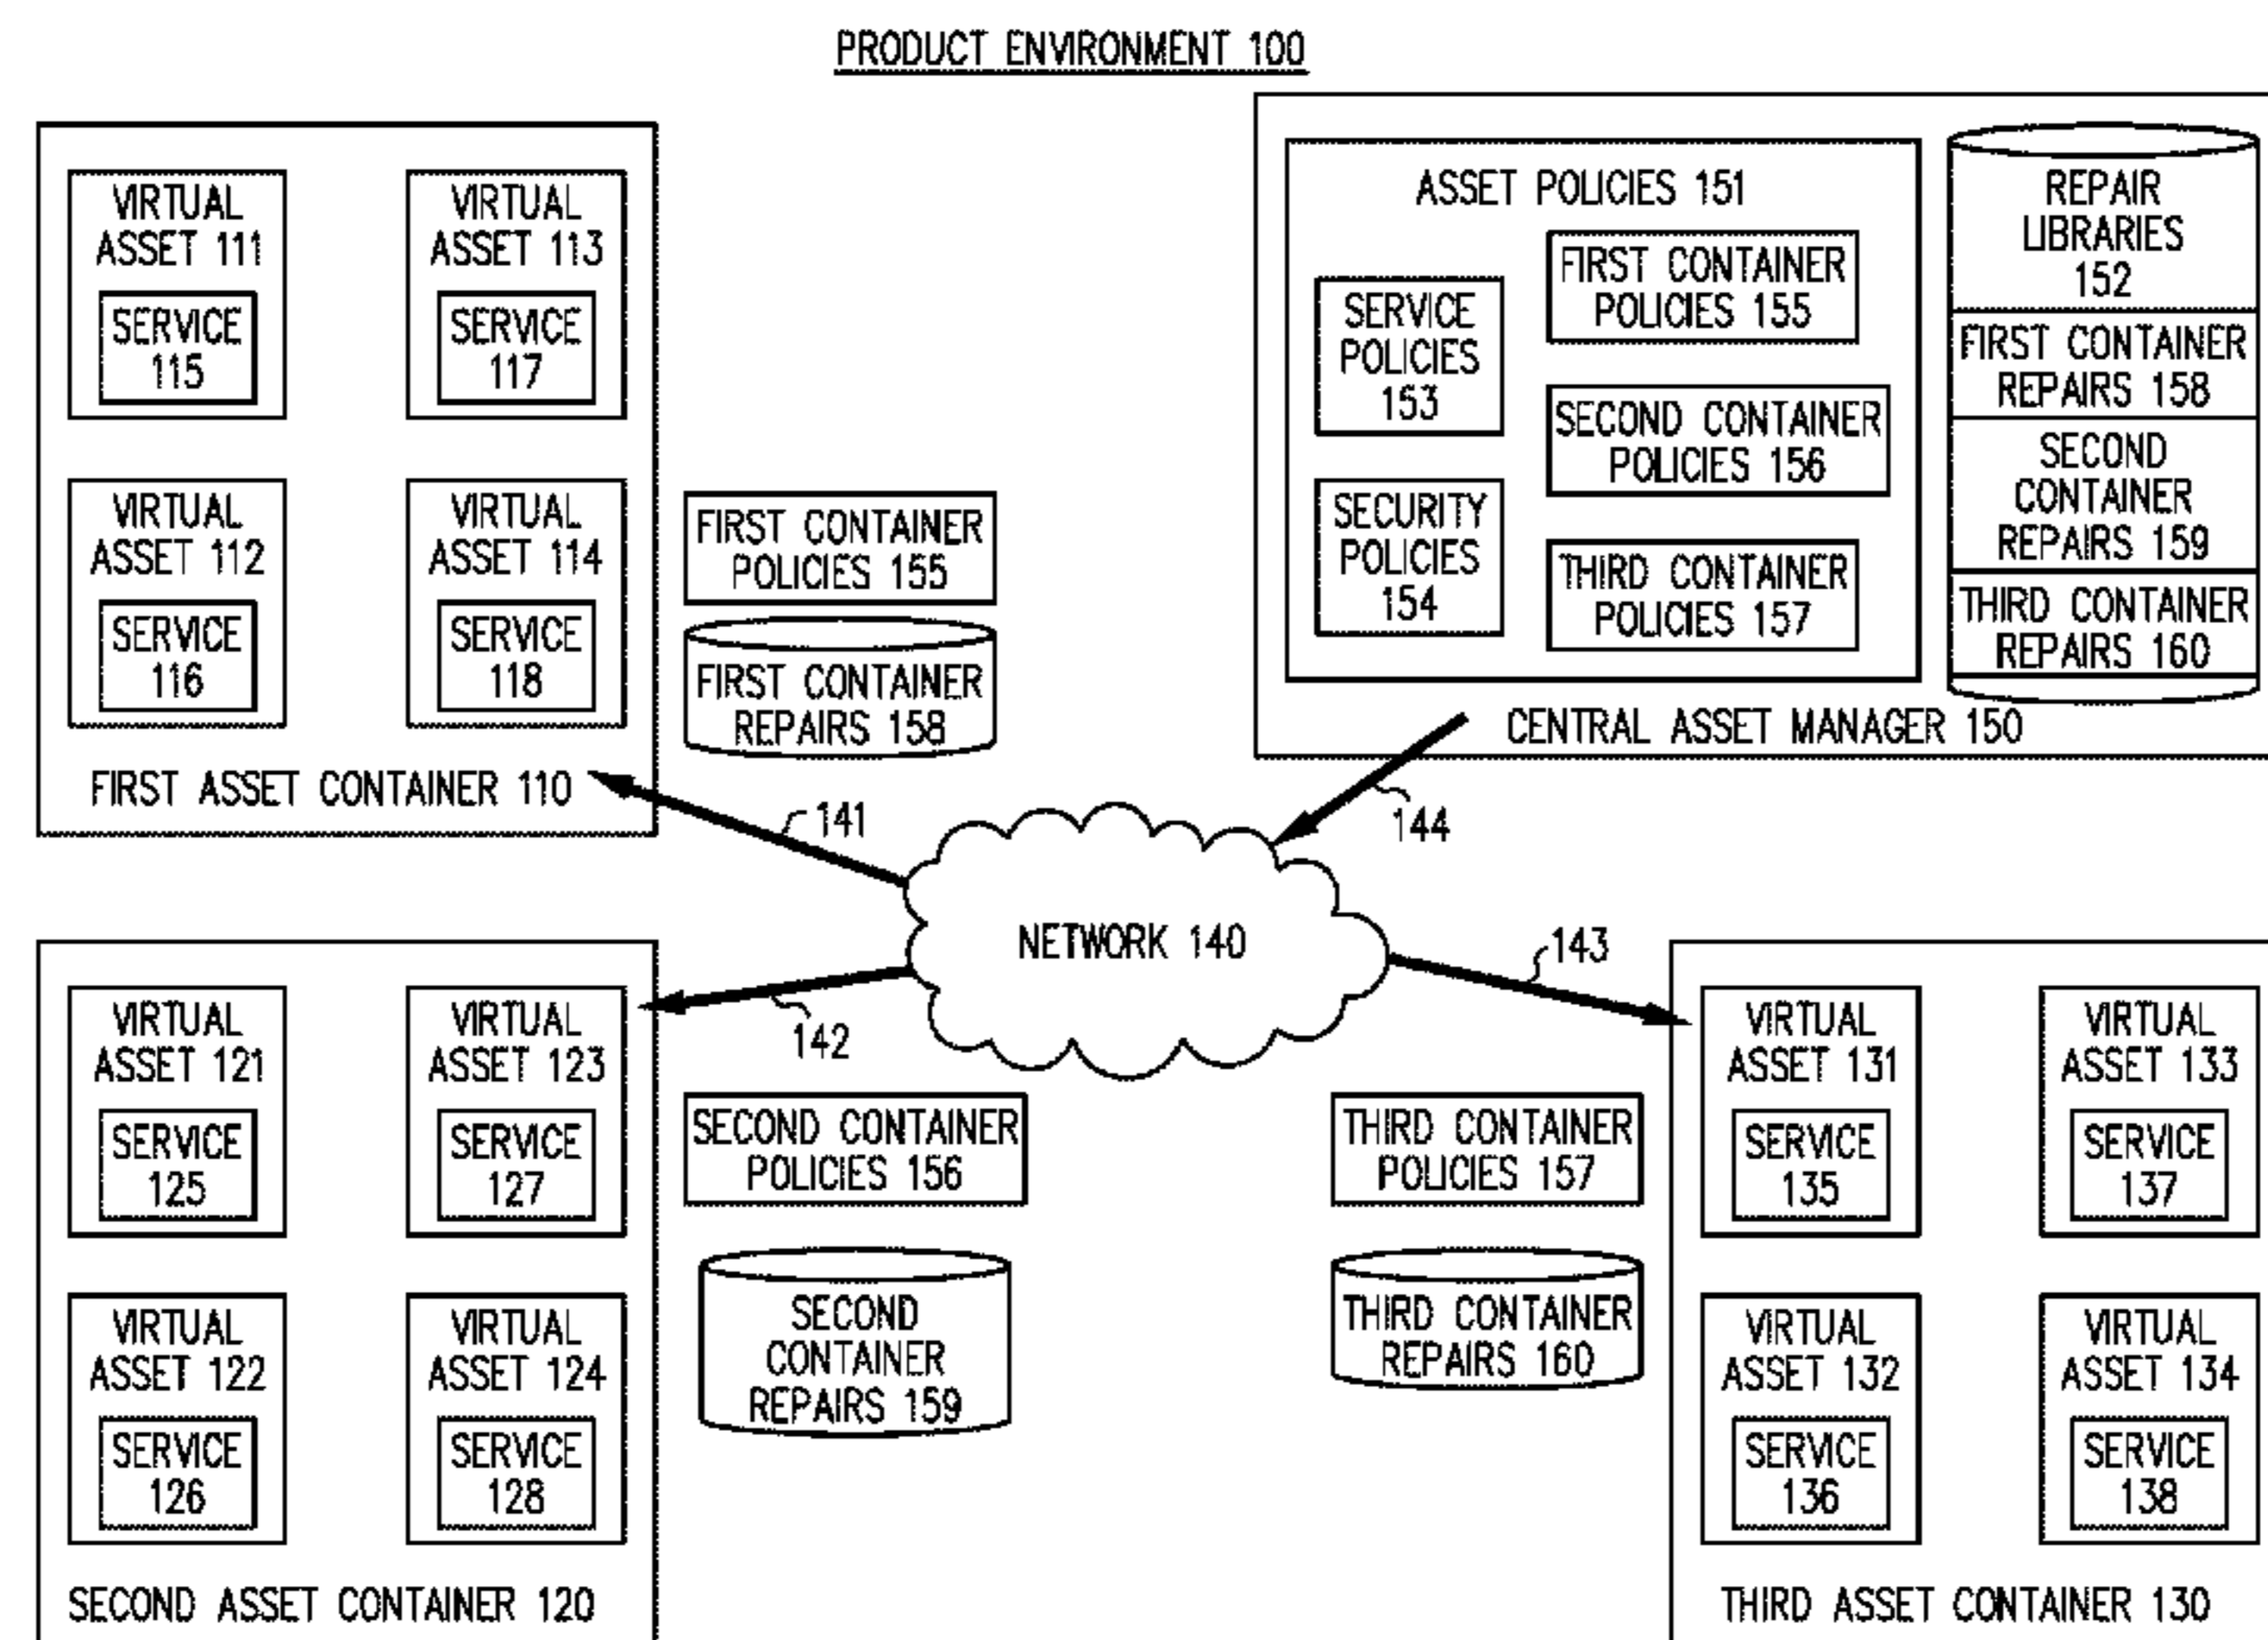 PRODUCT ENVIRONMENT 100
VIRTUAL
ASSET 111
SERVICE
115
VIRTUAL
ASSET 113
SERVICE
117
VIRTUAL
ASSET 112
SERVICE
116
VIRTUAL
ASSET 114
SERVICE
118
FIRST ASSET CONTAINER 110
FIRST CONTAINER
POLICIES 155
FIRST CONTAINER
REPAIRS 158
ASSET POLICIES 151
SERVICE
POLICIES
153
SECURITY
POLICIES
154
FIRST CONTAINER
POLICIES 155
SECOND CONTAINER
POLICIES 156
THIRD CONTAINER
POLICIES 157
REPAIR
LIBRARIES
152
FIRST CONTAINER
REPAIRS 158
SECOND
CONTAINER
REPAIRS 159
THIRD CONTAINER
REPAIRS 160
CENTRAL ASSET MANAGER 150
141
144
NETWORK 140
142
143
VIRTUAL
ASSET 121
SERVICE
125
VIRTUAL
ASSET 123
SERVICE
127
VIRTUAL
ASSET 122
SERVICE
126
VIRTUAL
ASSET 124
SERVICE
128
SECOND ASSET CONTAINER 120
SECOND CONTAINER
POLICIES 156
SECOND
CONTAINER
REPAIRS 159
THIRD CONTAINER
POLICIES 157
THIRD CONTAINER
REPAIRS 160
VIRTUAL
ASSET 131
SERVICE
135
VIRTUAL
ASSET 133
SERVICE
137
VIRTUAL
ASSET 132
SERVICE
136
VIRTUAL
ASSET 134
SERVICE
138
THIRD ASSET CONTAINER 130